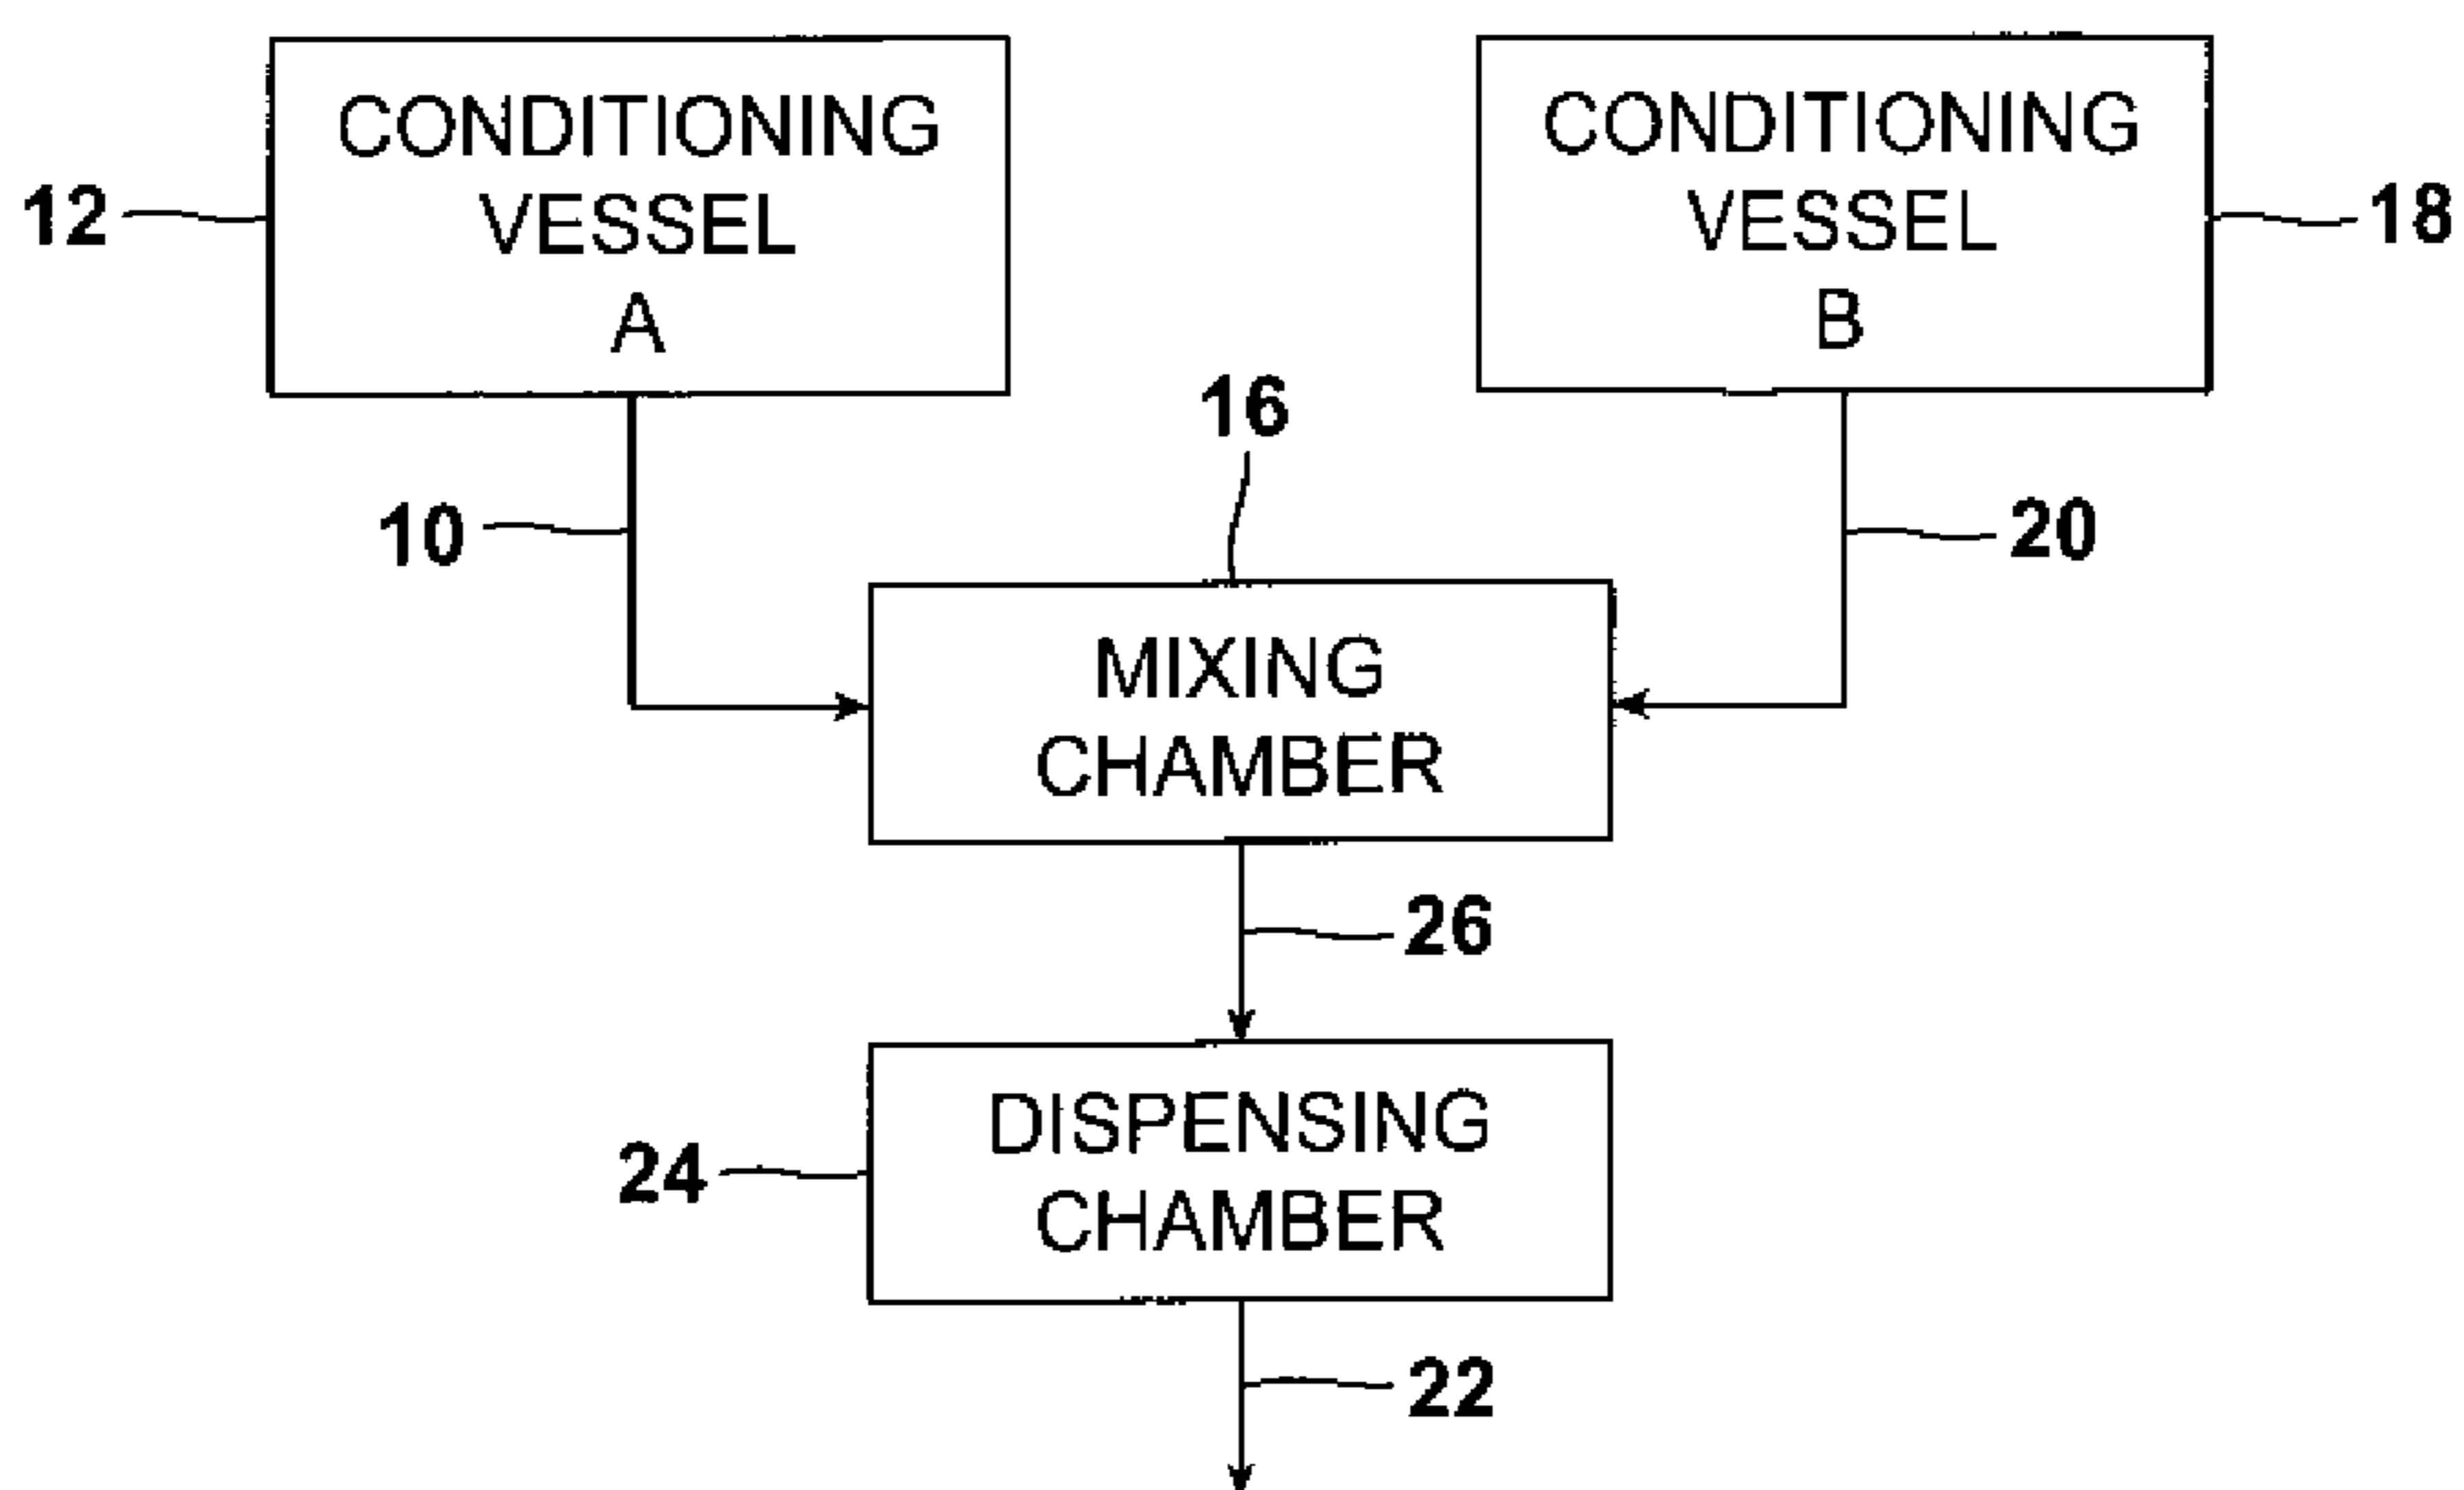 CONDITIONING
VESSEL
A
12
CONDITIONING
VESSEL
B
18
10
16
20
MIXING
CHAMBER
26
DISPENSING
CHAMBER
24
22